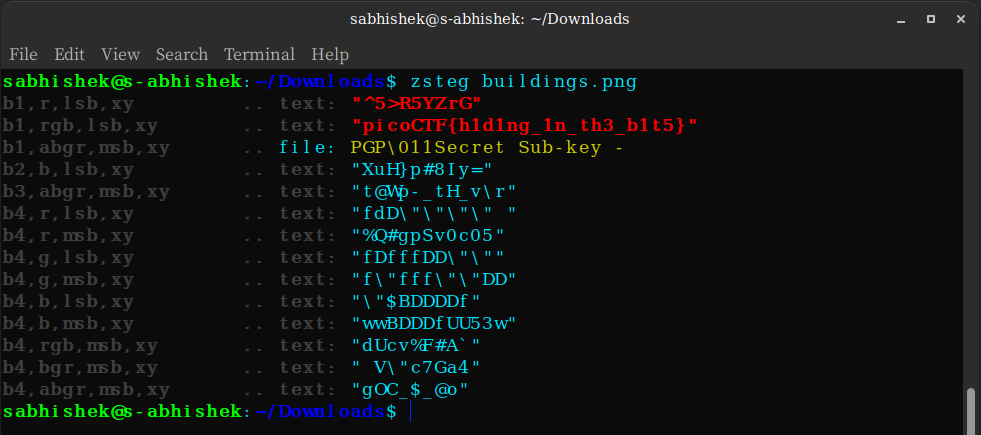 sabhishek@s-abhishek: ~/Downloads
File Edit View Search Terminal Help
sabhishek@s-abhishek:~/Downloads$ zsteg buildings.png
b1,r,lsb,xy .. text: "^5>R5YZrG"
b1,rgb,lsb,xy .. text: "picoCTF{h1d1ng_1n_th3_b1t5}"
b1,abgr,msb,xy .. file: PGP\011Secret Sub-key -
b2,b,lsb,xy .. text: "XuH}p#8Iy="
b3,abgr,msb,xy .. text: "t@Wp-_tH_v\r"
b4,r,lsb,xy .. text: "fdD\"\"\"\" "
b4,r,msb,xy .. text: "%Q#gpSv0c05"
b4,g,lsb,xy .. text: "fDfffDD\"\""
b4,g,msb,xy .. text: "f\"fff\"\"DD"
b4,b,lsb,xy .. text: "\"$BDDDDf"
b4,b,msb,xy .. text: "wwBDDDfUU53w"
b4,rgb,msb,xy .. text: "dUcv%F#A`"
b4,bgr,msb,xy .. text: " V\"c7Ga4"
b4,abgr,msb,xy .. text: "gOC_$_@o"
sabhishek@s-abhishek:~/Downloads$